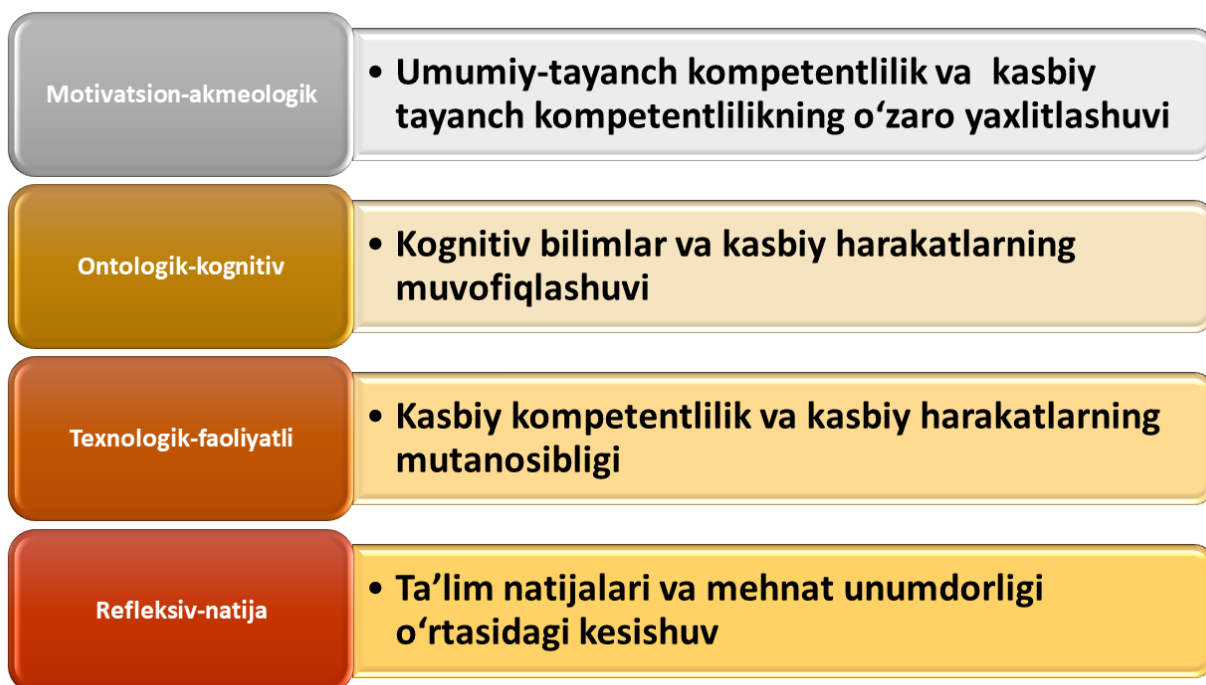 Motivatsion-akmeologik
• Umumiy-tayanch kompetentlilik va kasbiy
tayanch kompetentlilikning o‘zaro yaxlitlashuvi
Ontologik-kognitiv
• Kognitiv bilimlar va kasbiy harakatlarning
muvofiqlashuvi
Texnologik-faoliyatli
• Kasbiy kompetentlilik va kasbiy harakatlarning
mutanosibligi
Refleksiv-natija
• Ta’lim natijalari va mehnat unumdorligi
o‘rtasidagi kesishuv